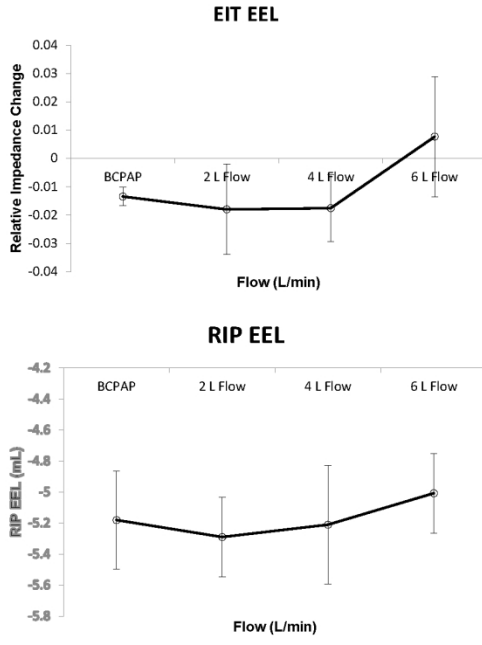 EIT EEL
Relative Impedance Change
0.04
0.03
0.02
0.01
0
-0.01
-0.02
-0.03
-0.04
BCPAP 2 L Flow 4 L Flow 6 L Flow
Flow (L/min)
RIP EEL
RIP EEL (mL)
-4.2
-4.4
-4.6
-4.8
-5
-5.2
-5.4
-5.6
-5.8
BCPAP 2 L Flow 4 L Flow 6 L Flow
Flow (L/min)